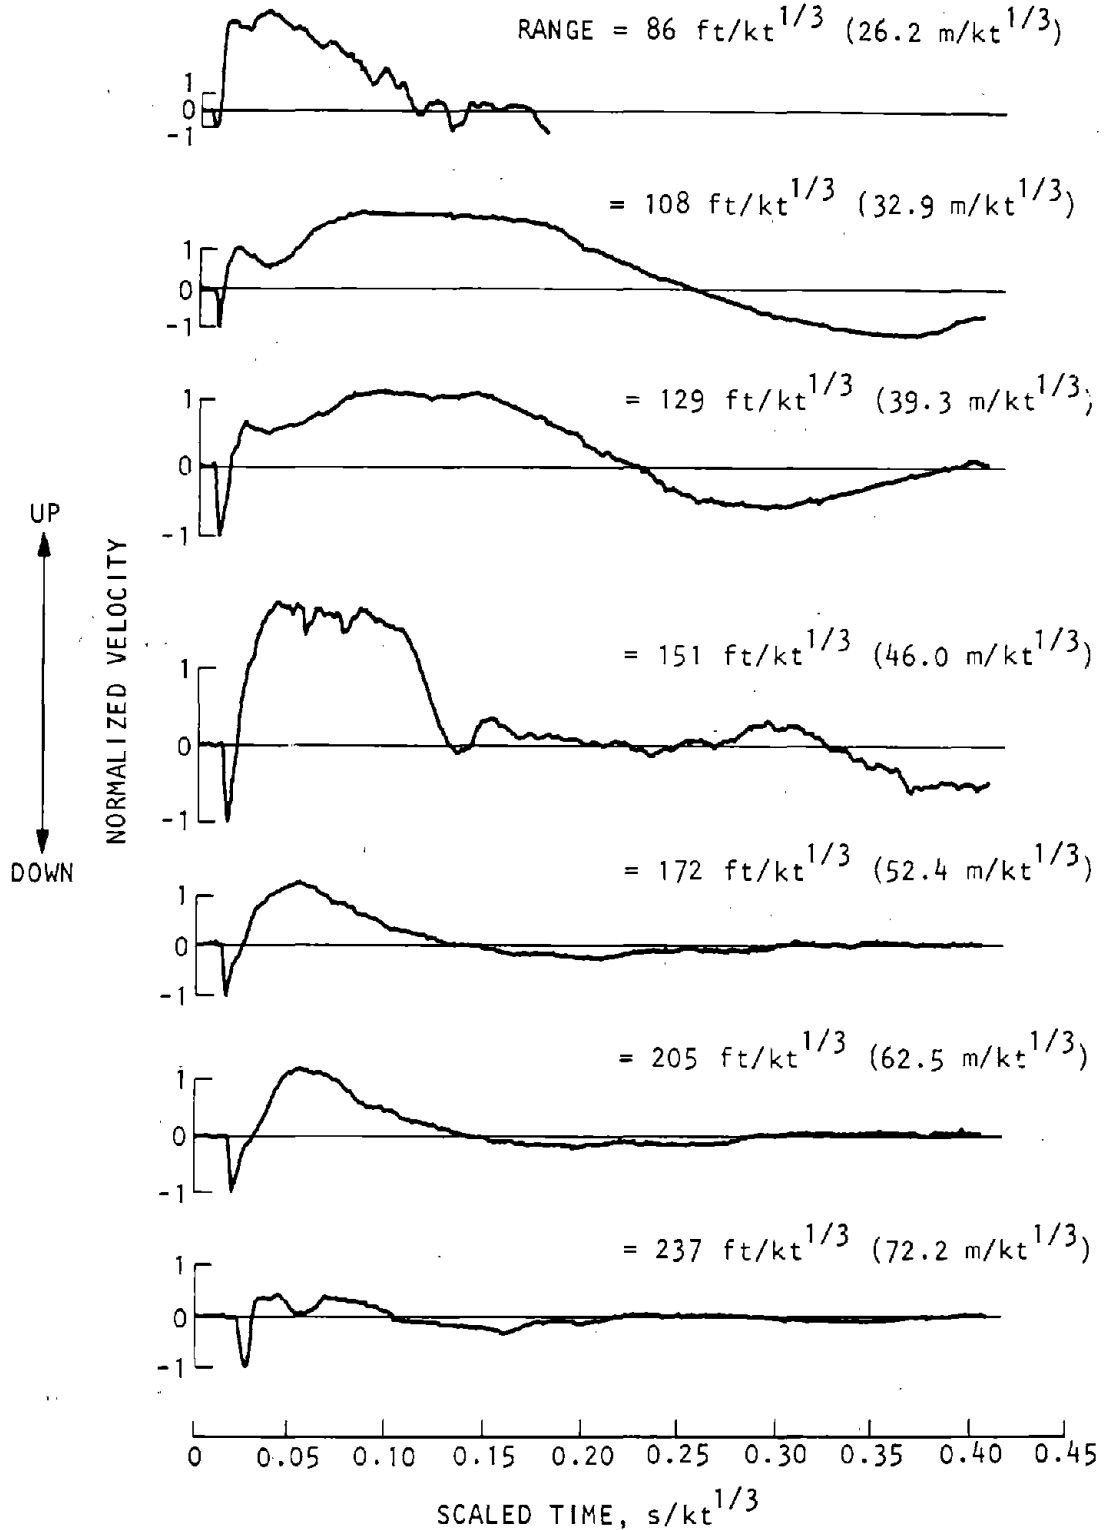 RANGE = 86 ft/kt^1/3 (26.2 m/kt^1/3)
1
0
-1
= 108 ft/kt^1/3 (32.9 m/kt^1/3)
1
0
-1
= 129 ft/kt^1/3 (39.3 m/kt^1/3)
1
0
-1
UP
DOWN
NORMALIZED VELOCITY
= 151 ft/kt^1/3 (46.0 m/kt^1/3)
1
0
-1
= 172 ft/kt^1/3 (52.4 m/kt^1/3)
1
0
-1
= 205 ft/kt^1/3 (62.5 m/kt^1/3)
1
0
-1
= 237 ft/kt^1/3 (72.2 m/kt^1/3)
1
0
-1
0 0.05 0.10 0.15 0.20 0.25 0.30 0.35 0.40 0.45
SCALED TIME, s/kt^1/3